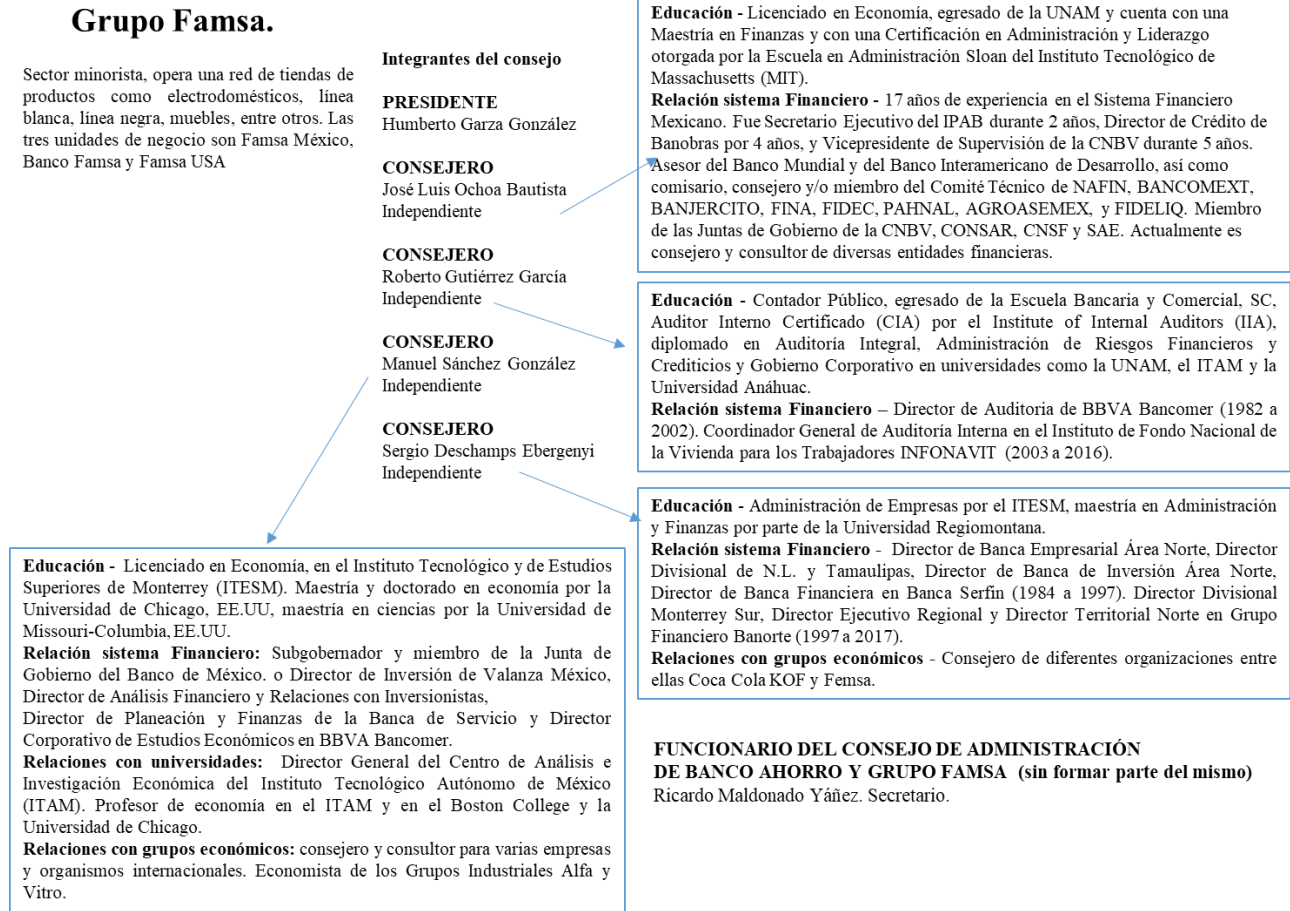 Grupo Famsa.
Sector minorista, opera una red de tiendas de
productos como electrodomésticos, línea
blanca, línea negra, muebles, entre otros. Las
tres unidades de negocio son Famsa México,
Banco Famsa y Famsa USA
Integrantes del consejo
PRESIDENTE
Humberto Garza González
CONSEJERO
José Luis Ochoa Bautista
Independiente
CONSEJERO
Roberto Gutiérrez García
Independiente
CONSEJERO
Manuel Sánchez González
Independiente
CONSEJERO
Sergio Deschamps Ebergenyi
Independiente
Educación - Licenciado en Economía, egresado de la UNAM y cuenta con una
Maestría en Finanzas y con una Certificación en Administración y Liderazgo
otorgada por la Escuela en Administración Sloan del Instituto Tecnológico de
Massachusetts (MIT).
Relación sistema Financiero - 17 años de experiencia en el Sistema Financiero
Mexicano. Fue Secretario Ejecutivo del IPAB durante 2 años, Director de Crédito de
Banobras por 4 años, y Vicepresidente de Supervisión de la CNBV durante 5 años.
Asesor del Banco Mundial y del Banco Interamericano de Desarrollo, así como
comisario, consejero y/o miembro del Comité Técnico de NAFIN, BANCOMEXT,
BANJERCITO, FINA, FIDEC, PAHNAL, AGROASEMEX, y FIDELIQ. Miembro
de las Juntas de Gobierno de la CNBV, CONSAR, CNSF y SAE. Actualmente es
consejero y consultor de diversas entidades financieras.
Educación - Contador Público, egresado de la Escuela Bancaria y Comercial, SC,
Auditor Interno Certificado (CIA) por el Institute of Internal Auditors (IIA),
diplomado en Auditoría Integral, Administración de Riesgos Financieros y
Crediticios y Gobierno Corporativo en universidades como la UNAM, el ITAM y la
Universidad Anáhuac.
Relación sistema Financiero – Director de Auditoria de BBVA Bancomer (1982 a
2002). Coordinador General de Auditoría Interna en el Instituto de Fondo Nacional de
la Vivienda para los Trabajadores INFONAVIT (2003 a 2016).
Educación - Administración de Empresas por el ITESM, maestría en Administración
y Finanzas por parte de la Universidad Regiomontana.
Relación sistema Financiero - Director de Banca Empresarial Área Norte, Director
Divisional de N.L. y Tamaulipas, Director de Banca de Inversión Área Norte,
Director de Banca Financiera en Banca Serfin (1984 a 1997). Director Divisional
Monterrey Sur, Director Ejecutivo Regional y Director Territorial Norte en Grupo
Financiero Banorte (1997 a 2017).
Relaciones con grupos económicos - Consejero de diferentes organizaciones entre
ellas Coca Cola KOF y Femsa.
Educación - Licenciado en Economía, en el Instituto Tecnológico y de Estudios
Superiores de Monterrey (ITESM). Maestría y doctorado en economía por la
Universidad de Chicago, EE.UU, maestría en ciencias por la Universidad de
Missouri-Columbia, EE.UU.
Relación sistema Financiero: Subgobernador y miembro de la Junta de
Gobierno del Banco de México. o Director de Inversión de Valanza México,
Director de Análisis Financiero y Relaciones con Inversionistas,
Director de Planeación y Finanzas de la Banca de Servicio y Director
Corporativo de Estudios Económicos en BBVA Bancomer.
Relaciones con universidades: Director General del Centro de Análisis e
Investigación Económica del Instituto Tecnológico Autónomo de México
(ITAM). Profesor de economía en el ITAM y en el Boston College y la
Universidad de Chicago.
Relaciones con grupos económicos: consejero y consultor para varias empresas
y organismos internacionales. Economista de los Grupos Industriales Alfa y
Vitro.
FUNCIONARIO DEL CONSEJO DE ADMINISTRACIÓN
DE BANCO AHORRO Y GRUPO FAMSA (sin formar parte del mismo)
Ricardo Maldonado Yáñez. Secretario.